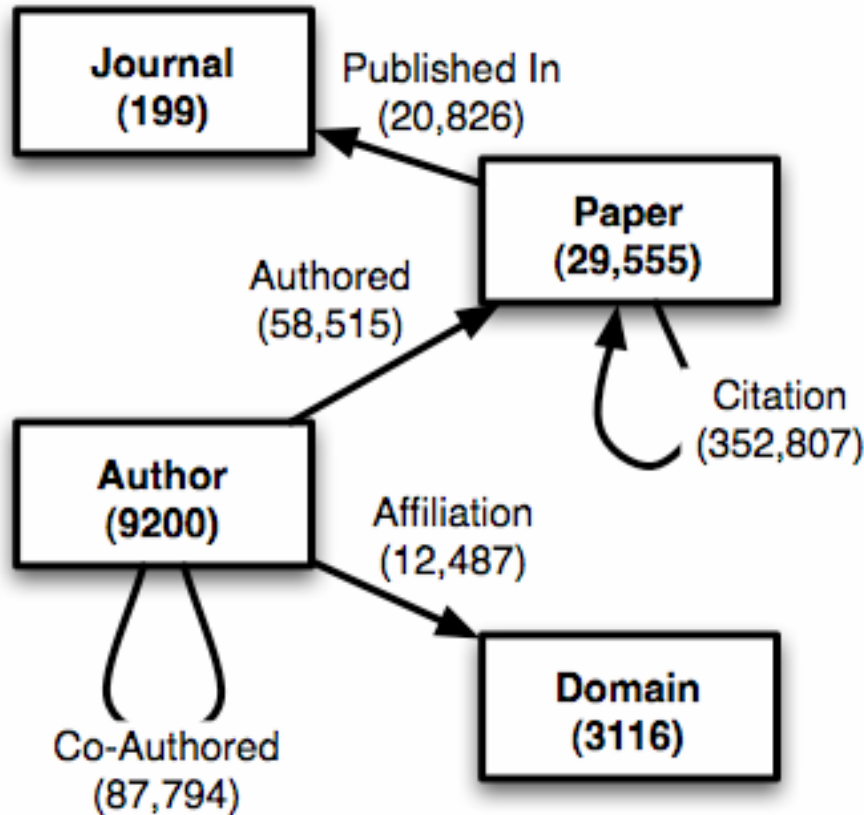 Journal
(199)
Published In
(20,826)
Paper
(29,555)
Authored
(58,515)
Citation
(352,807)
Author
(9200)
Affiliation
(12,487)
Domain
(3116)
Co-Authored
(87,794)